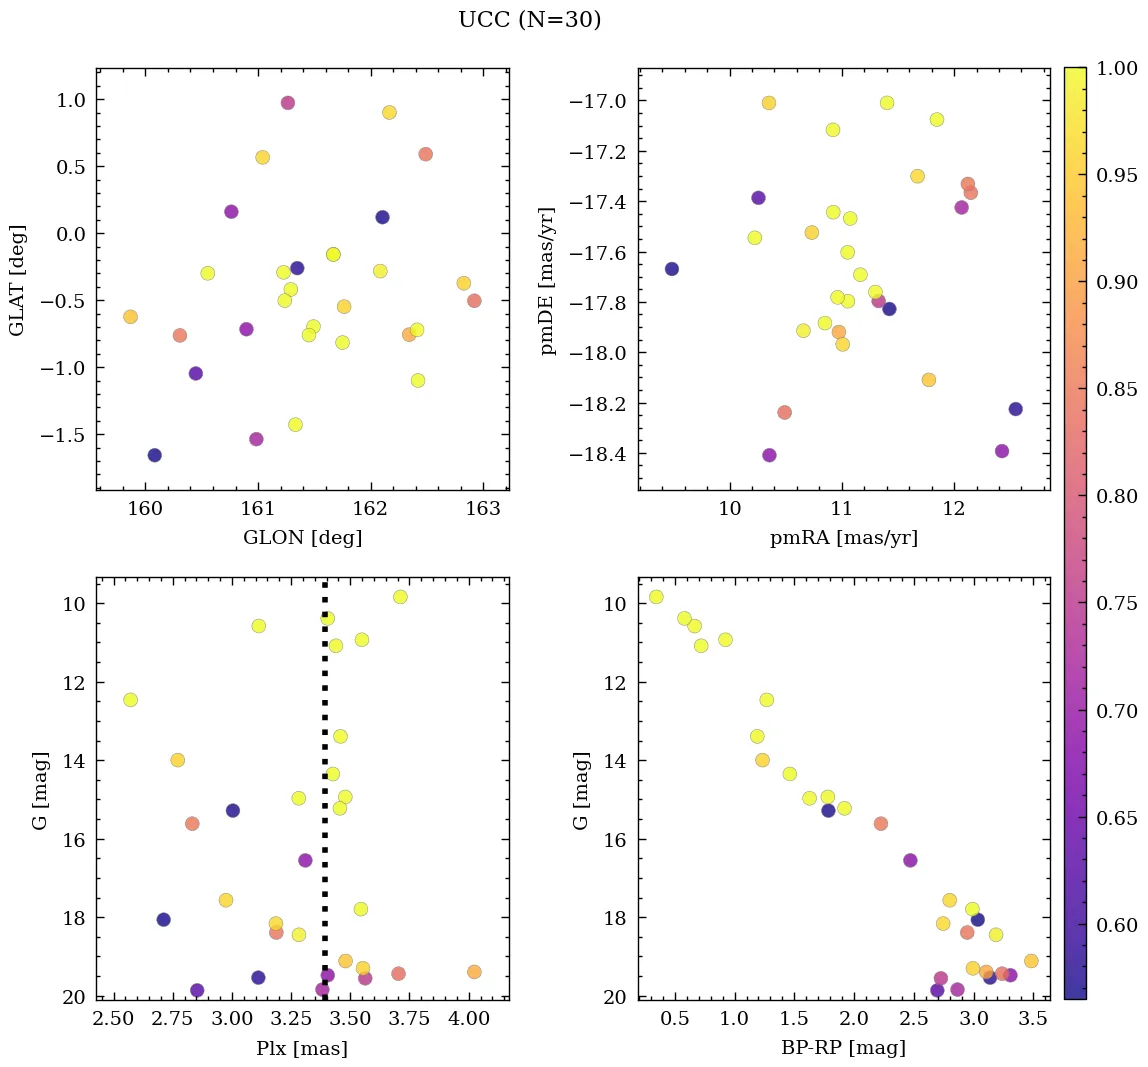 UCC (N=30)
1.0
0.5
0.0
−0.5
−1.0
−1.5
GLAT [deg]
160 161 162 163
GLON [deg]
−17.0
−17.2
−17.4
−17.6
−17.8
−18.0
−18.2
−18.4
pmDE [mas/yr]
10 11 12
pmRA [mas/yr]
10
12
14
16
18
20
G [mag]
2.50 2.75 3.00 3.25 3.50 3.75 4.00
Plx [mas]
10
12
14
16
18
20
G [mag]
0.5 1.0 1.5 2.0 2.5 3.0 3.5
BP-RP [mag]
1.00
0.95
0.90
0.85
0.80
0.75
0.70
0.65
0.60